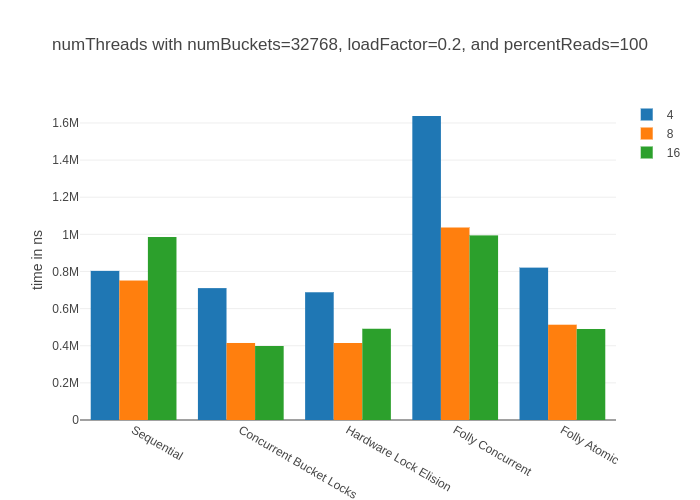 numThreads with numBuckets=32768, loadFactor=0.2, and percentReads=100
4
8
16
1.6M
1.4M
1.2M
1M
0.8M
0.6M
0.4M
0.2M
0
time in ns
Sequential
Concurrent Bucket Locks
Hardware Lock Elision
Folly Concurrent
Folly Atomic